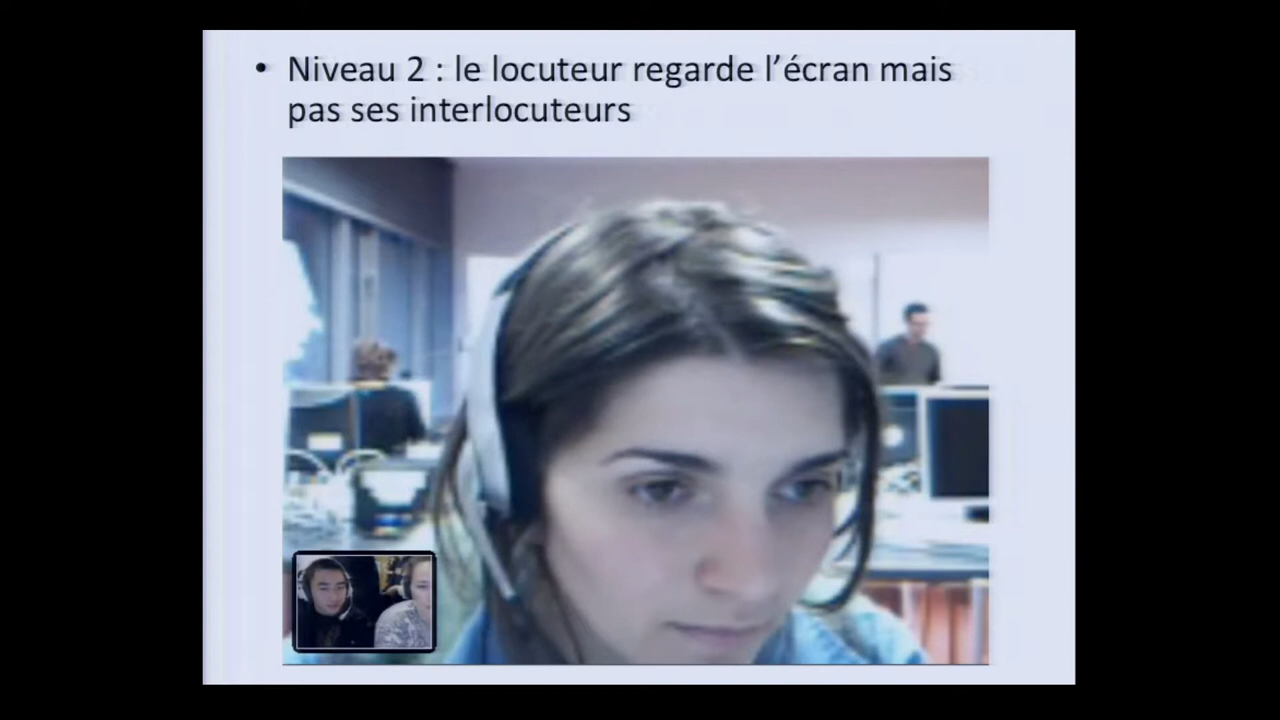 • Niveau 2 : le locuteur regarde l’écran mais
pas ses interlocuteurs